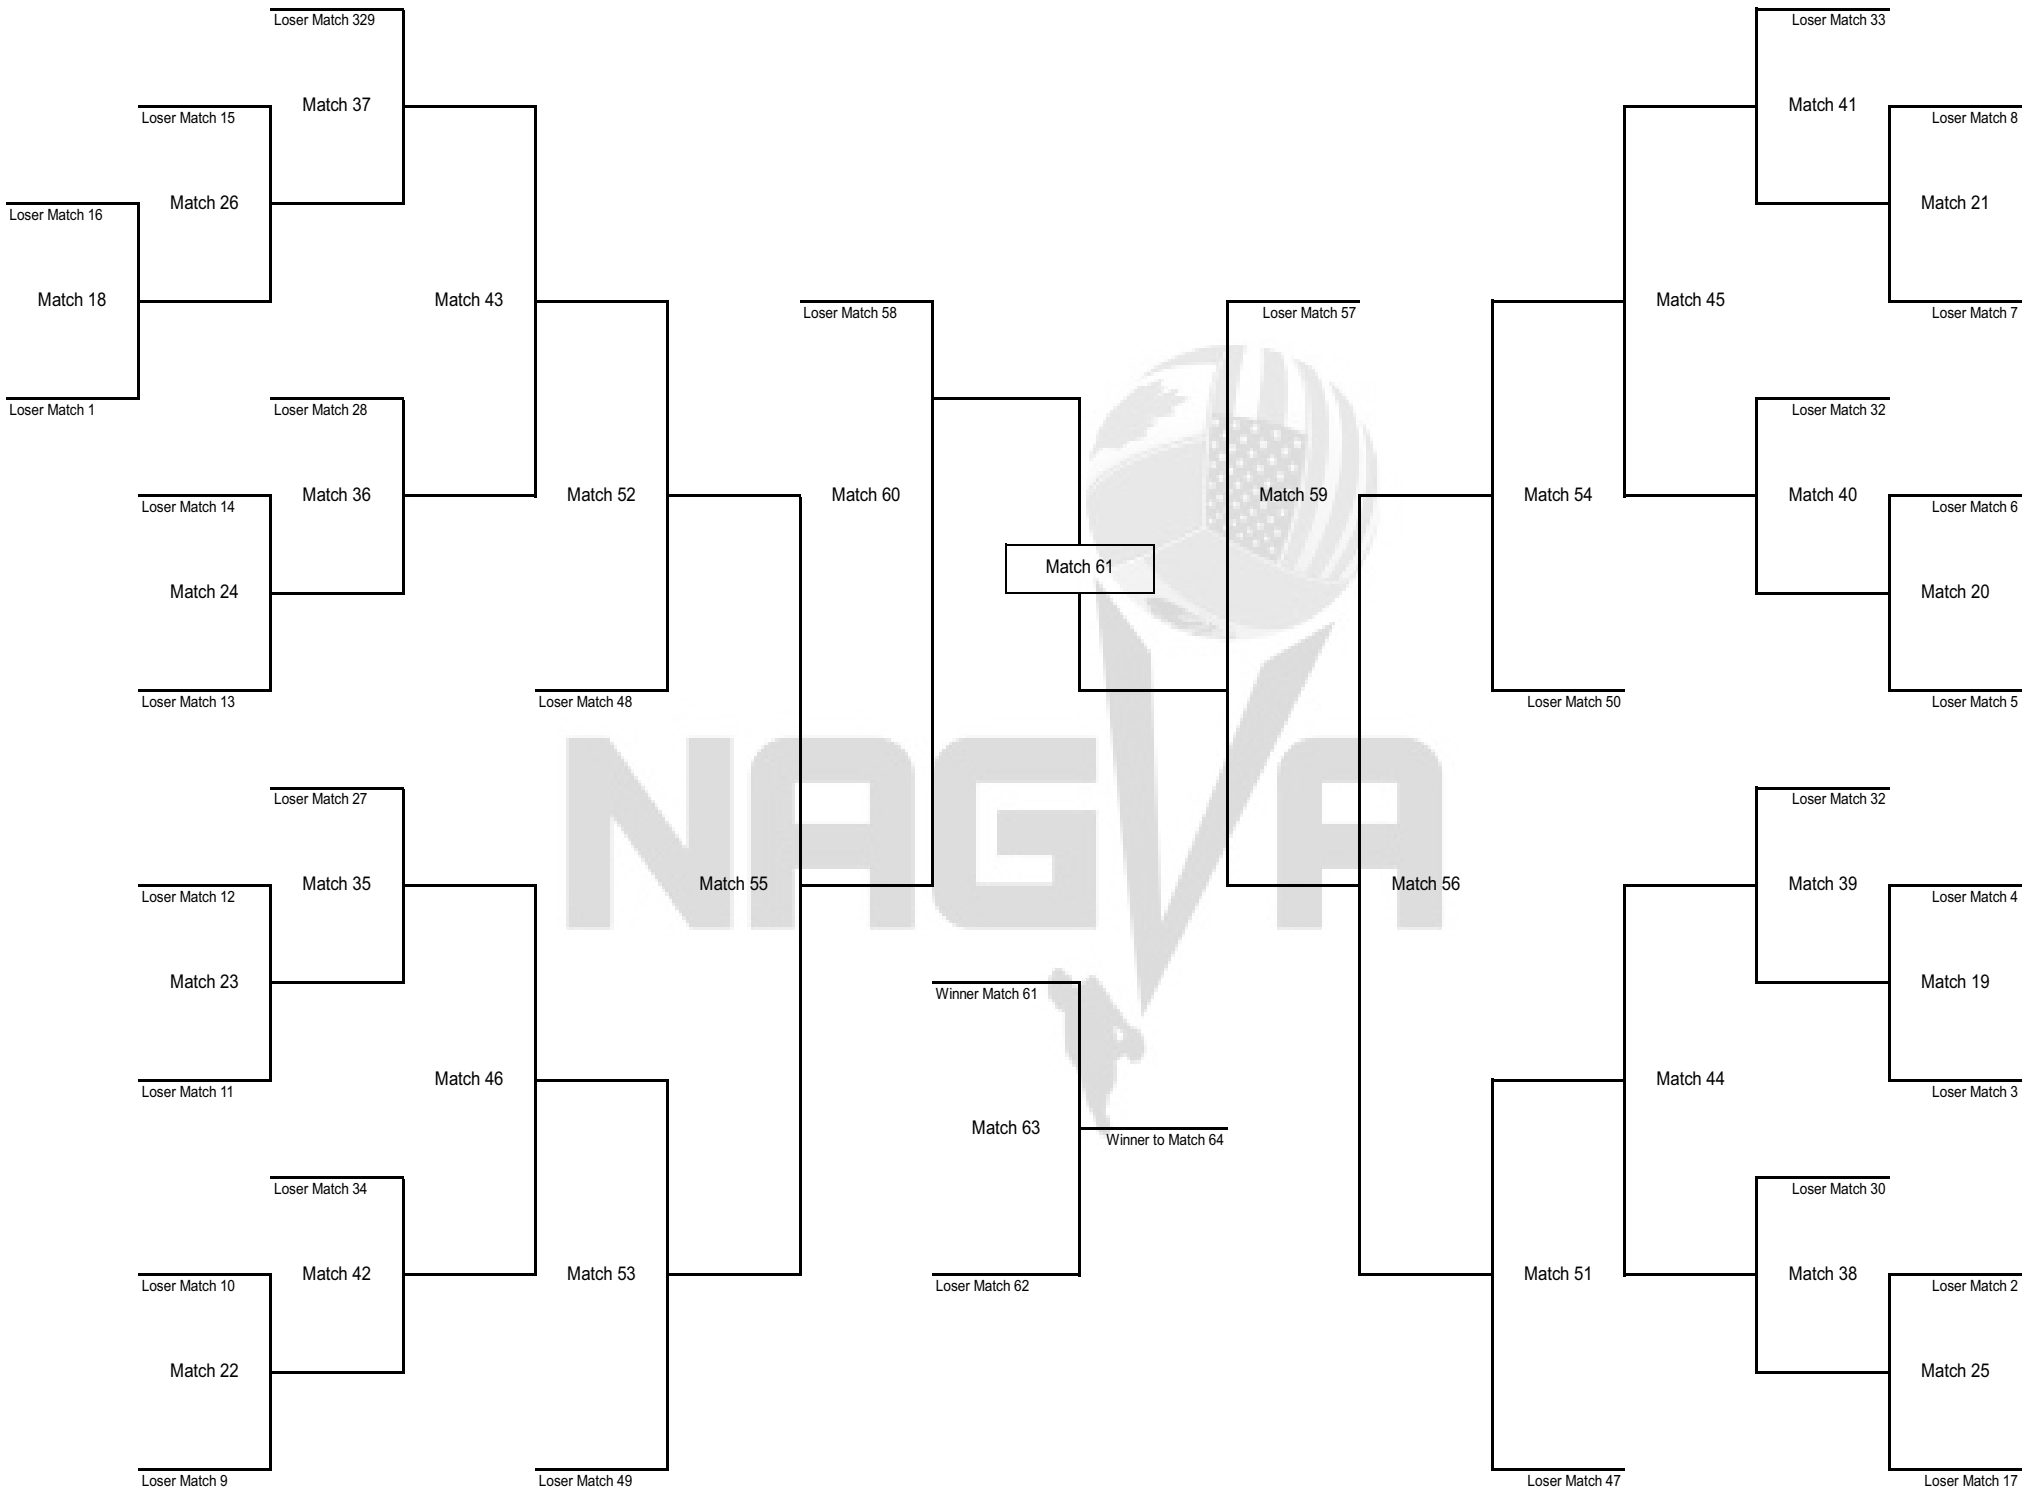 Loser Match 329
Loser Match 33
Match 37
Match 41
Loser Match 15
Loser Match 8
Match 26
Match 21
Loser Match 16
Match 18
Match 43
Match 45
Loser Match 58
Loser Match 57
Loser Match 7
Loser Match 1
Loser Match 28
Loser Match 32
Match 36
Match 52
Match 60
Match 59
Match 54
Match 40
Loser Match 14
Loser Match 6
Match 61
Match 24
Match 20
Loser Match 13
Loser Match 48
Loser Match 50
Loser Match 5
NAGVA
Loser Match 27
Loser Match 32
Match 35
Match 55
Match 56
Match 39
Loser Match 12
Loser Match 4
Match 23
Match 19
Winner Match 61
Match 46
Match 44
Loser Match 11
Loser Match 3
Match 63
Winner to Match 64
Loser Match 34
Loser Match 30
Match 42
Match 53
Match 51
Match 38
Loser Match 10
Loser Match 62
Loser Match 2
Match 22
Match 25
Loser Match 9
Loser Match 49
Loser Match 47
Loser Match 17